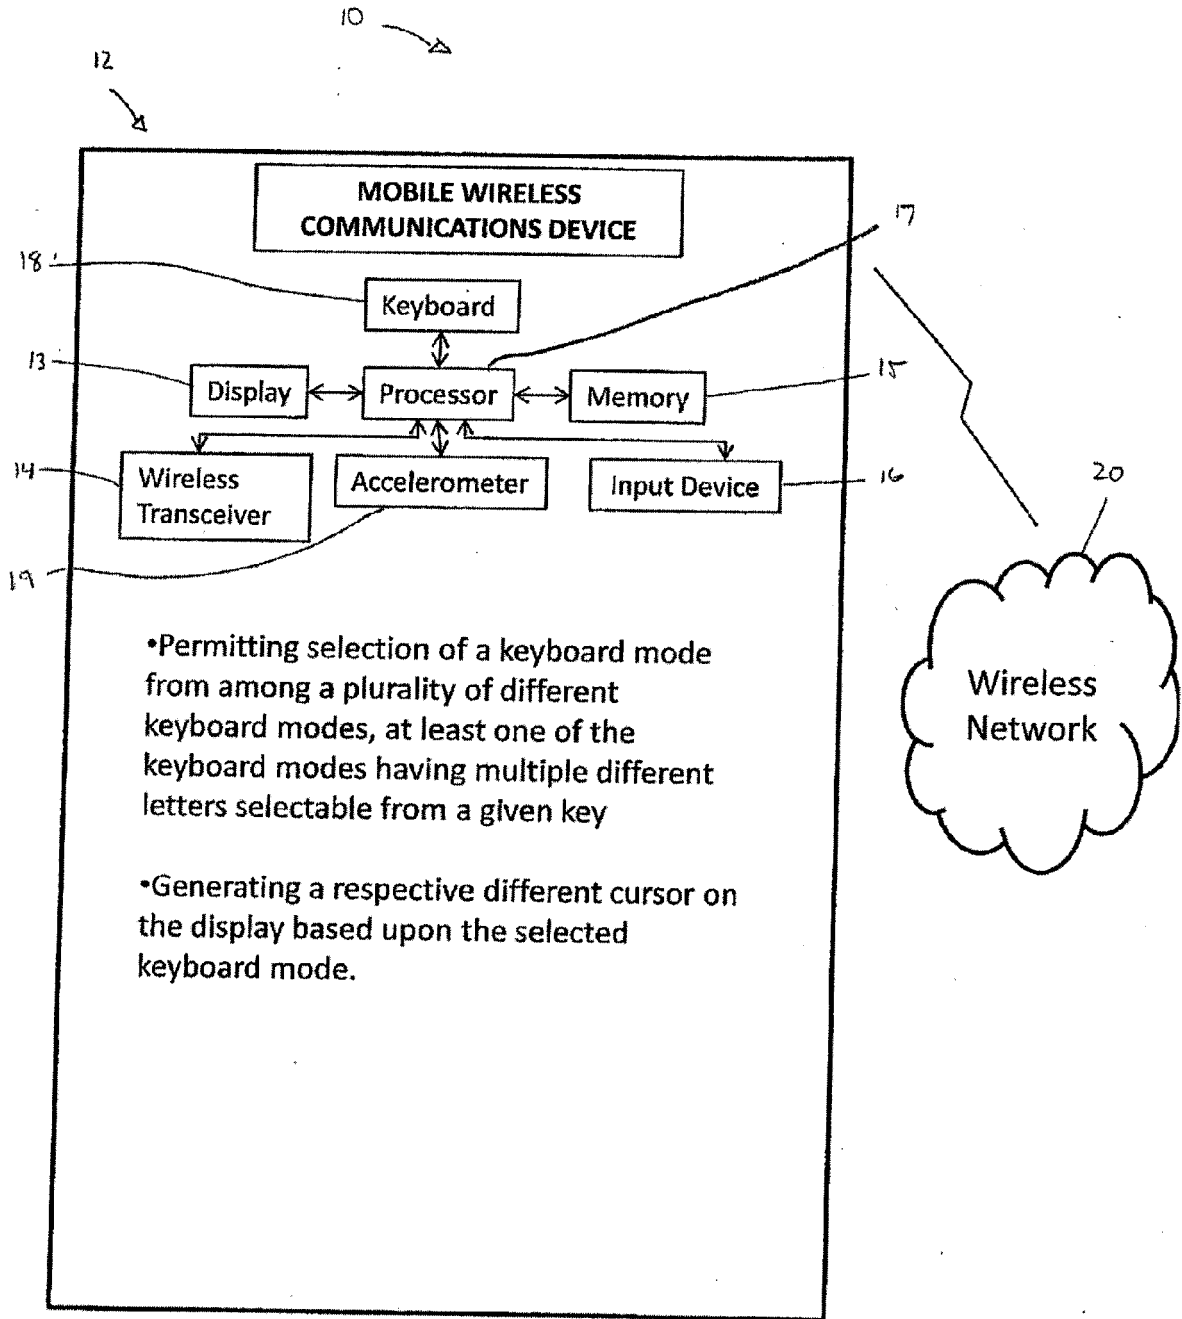 10
12
MOBILE WIRELESS
COMMUNICATIONS DEVICE
17
18
Keyboard
13
Display
Processor
Memory
15
14
Wireless
Transceiver
Accelerometer
Input Device
16
20
19
•Permitting selection of a keyboard mode
from among a plurality of different
keyboard modes, at least one of the
keyboard modes having multiple different
letters selectable from a given key
Wireless
Network
•Generating a respective different cursor on
the display based upon the selected
keyboard mode.